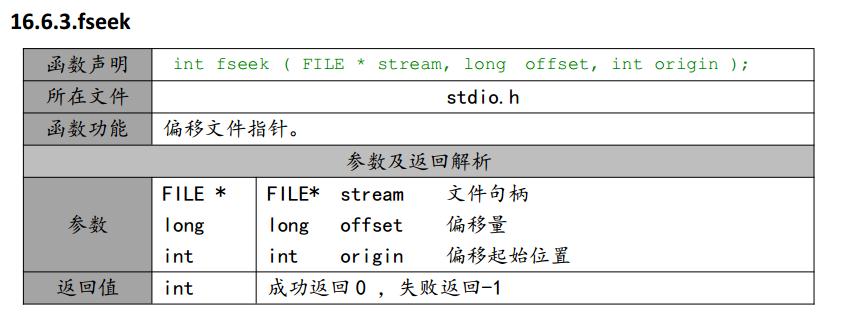 16.6.3.fseek
函数声明 int fseek ( FILE * stream, long offset, int origin );
所在文件 stdio.h
函数功能 偏移文件指针。
参数及返回解析
FILE * FILE* stream 文件句柄
参数 long long offset 偏移量
int int origin 偏移起始位置
返回值 int 成功返回 0 ，失败返回-1